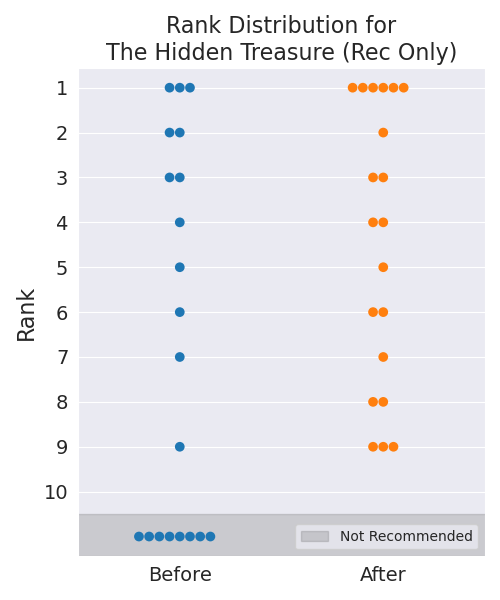 Rank Distribution for
The Hidden Treasure (Rec Only)
Rank
1
2
3
4
5
6
7
8
9
10
Not Recommended
Before After